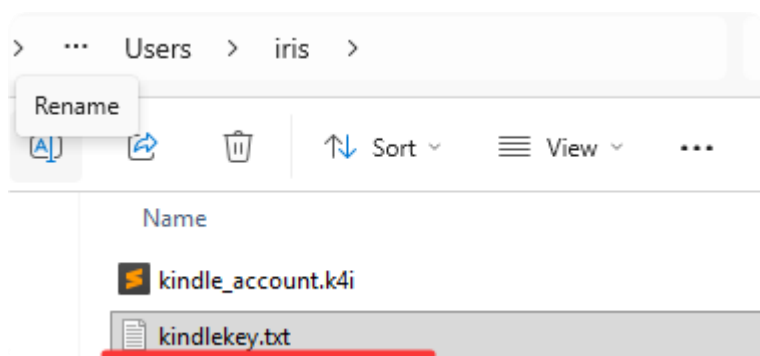 > ... Users > iris >
Rename
Sort View ...
Name
kindle_account.k4i
kindlekey.txt